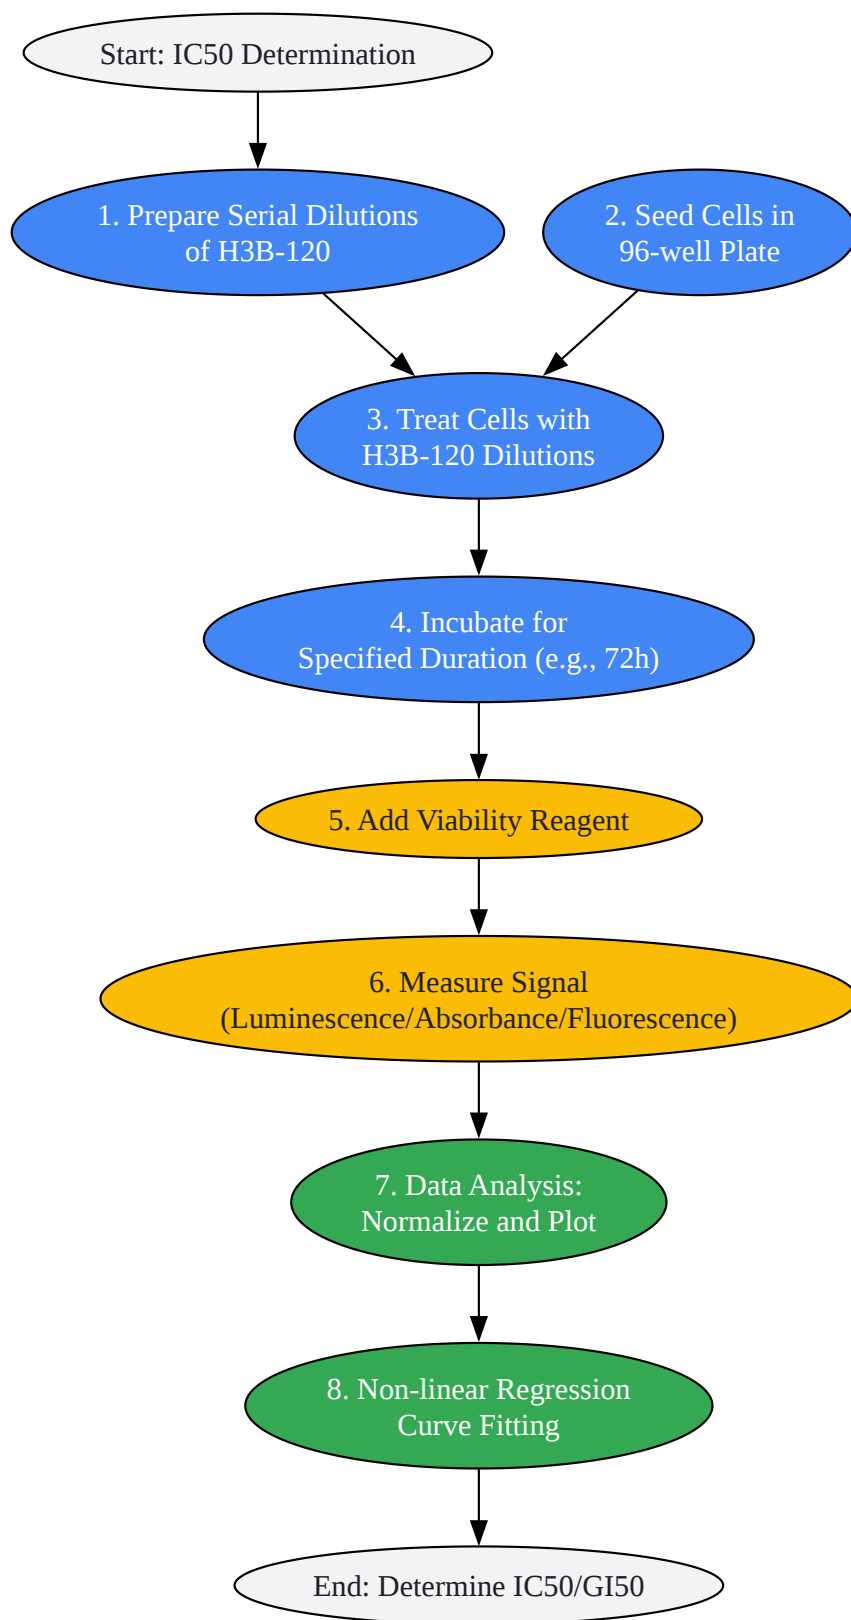 Start: IC50 Determination
1. Prepare Serial Dilutions
of H3B-120
2. Seed Cells in
96-well Plate
3. Treat Cells with
H3B-120 Dilutions
4. Incubate for
Specified Duration (e.g., 72h)
5. Add Viability Reagent
6. Measure Signal
(Luminescence/Absorbance/Fluorescence)
7. Data Analysis:
Normalize and Plot
8. Non-linear Regression
Curve Fitting
End: Determine IC50/GI50